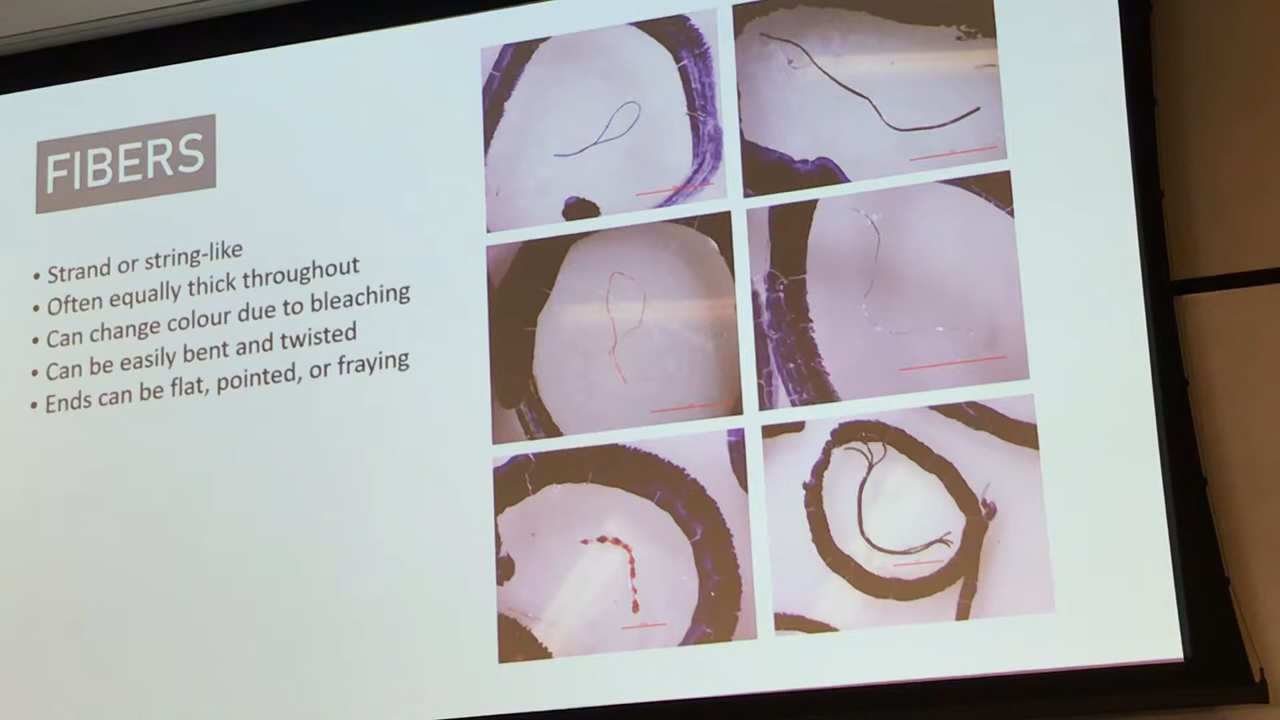 FIBERS
• Strand or string-like
• Often equally thick throughout
• Can change colour due to bleaching
• Can be easily bent and twisted
• Ends can be flat, pointed, or fraying